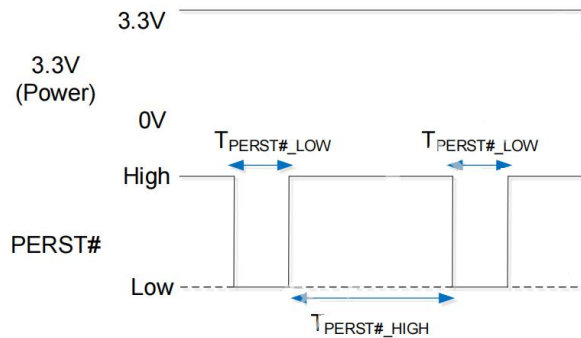 3.3V
3.3V
(Power)
0V
TPERST#_LOW TPERST#_LOW
High
PERST#
Low
TPERST#_HIGH